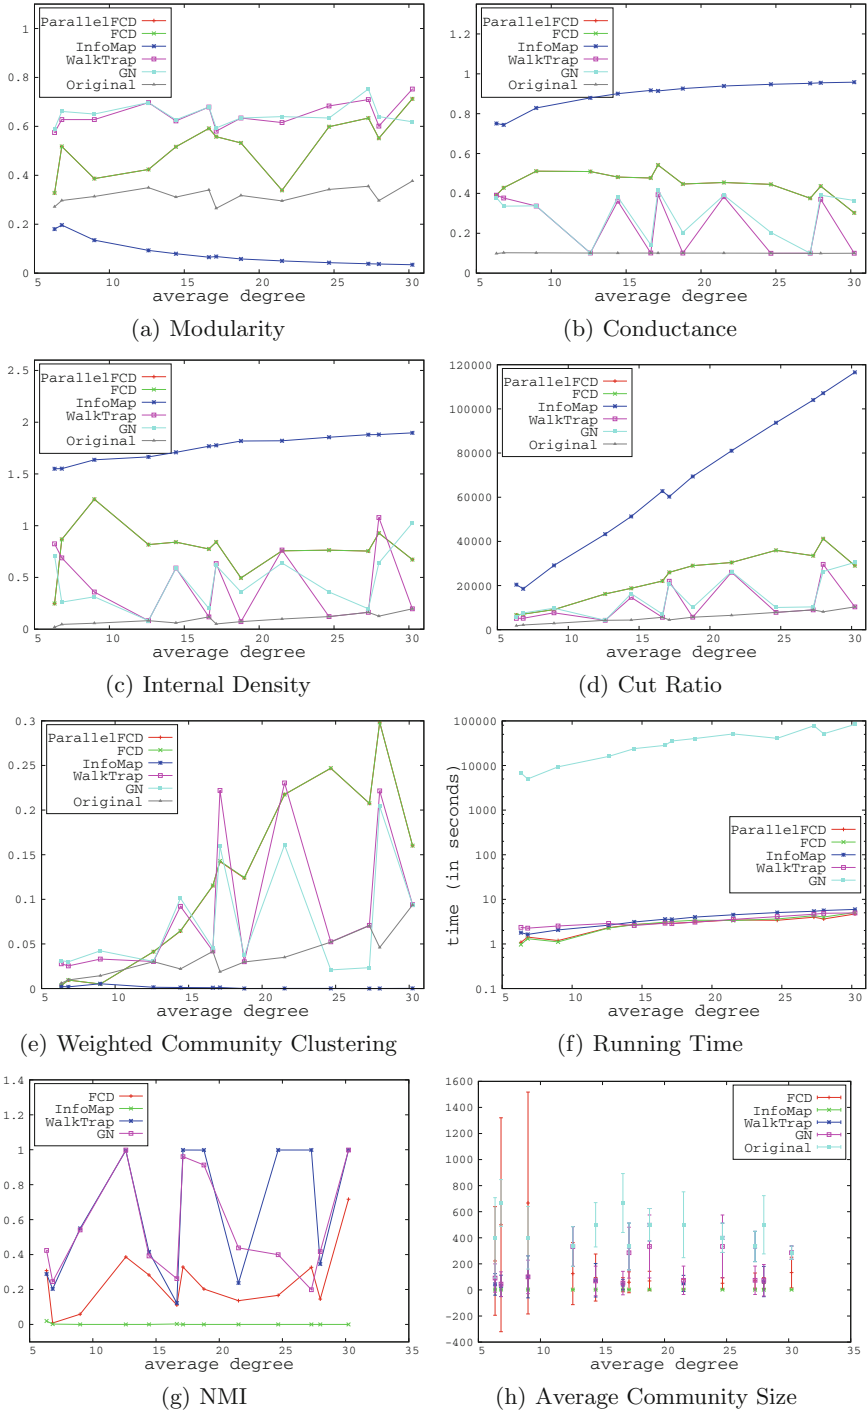 ParallelFCD
FCD
InfoMap
WalkTrap
GN
Original
1
0.8
0.6
0.4
0.2
0
5 10 15 20 25 30
average degree
(a) Modularity
ParallelFCD
FCD
InfoMap
WalkTrap
GN
Original
1.2
1
0.8
0.6
0.4
0.2
0
5 10 15 20 25 30
average degree
(b) Conductance
ParallelFCD
FCD
InfoMap
WalkTrap
GN
Original
2.5
2
1.5
1
0.5
0
5 10 15 20 25 30
average degree
(c) Internal Density
ParallelFCD
FCD
InfoMap
WalkTrap
GN
Original
120000
100000
80000
60000
40000
20000
0
5 10 15 20 25 30
average degree
(d) Cut Ratio
ParallelFCD
FCD
InfoMap
WalkTrap
GN
Original
0.3
0.25
0.2
0.15
0.1
0.05
0
5 10 15 20 25 30
average degree
(e) Weighted Community Clustering
ParallelFCD
FCD
InfoMap
WalkTrap
GN
100000
10000
1000
100
10
1
0.1
time (in seconds)
5 10 15 20 25 30
average degree
(f) Running Time
FCD
InfoMap
WalkTrap
GN
1.4
1.2
1
0.8
0.6
0.4
0.2
0
5 10 15 20 25 30 35
average degree
(g) NMI
FCD
InfoMap
WalkTrap
GN
Original
1600
1400
1200
1000
800
600
400
200
0
-200
-400
5 10 15 20 25 30 35
average degree
(h) Average Community Size